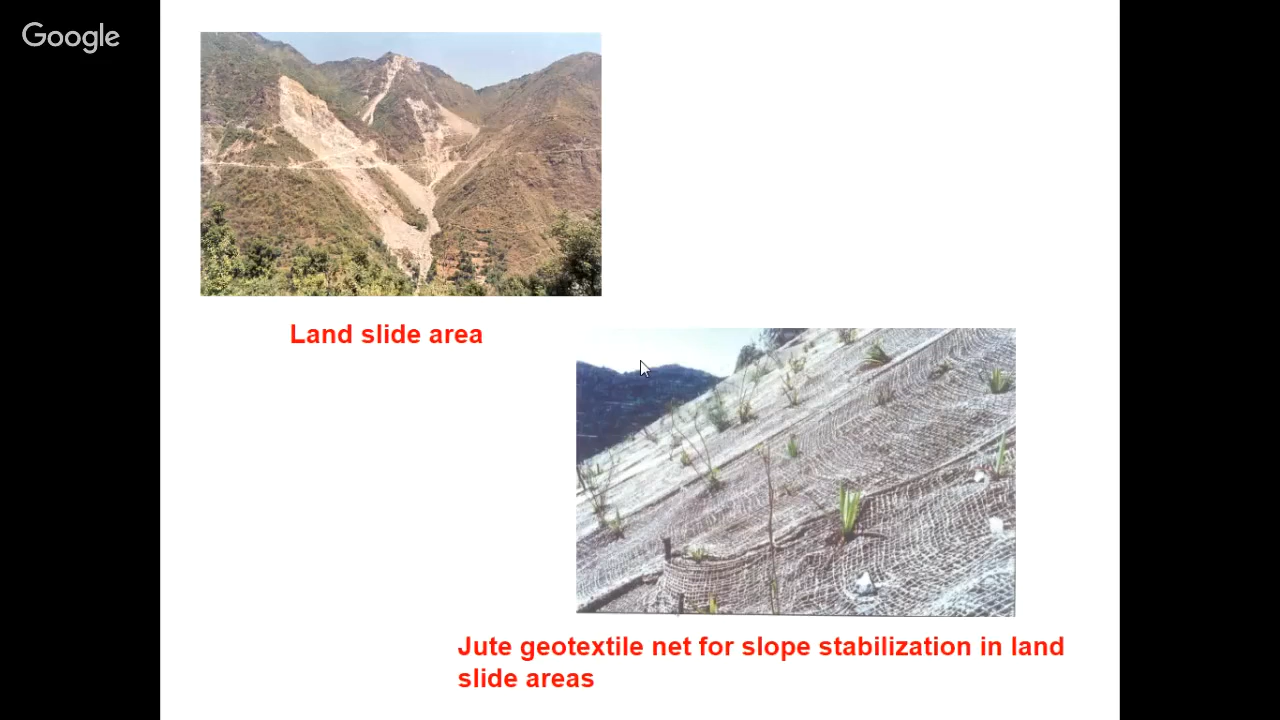 Google
Land slide area
Jute geotextile net for slope stabilization in land
slide areas